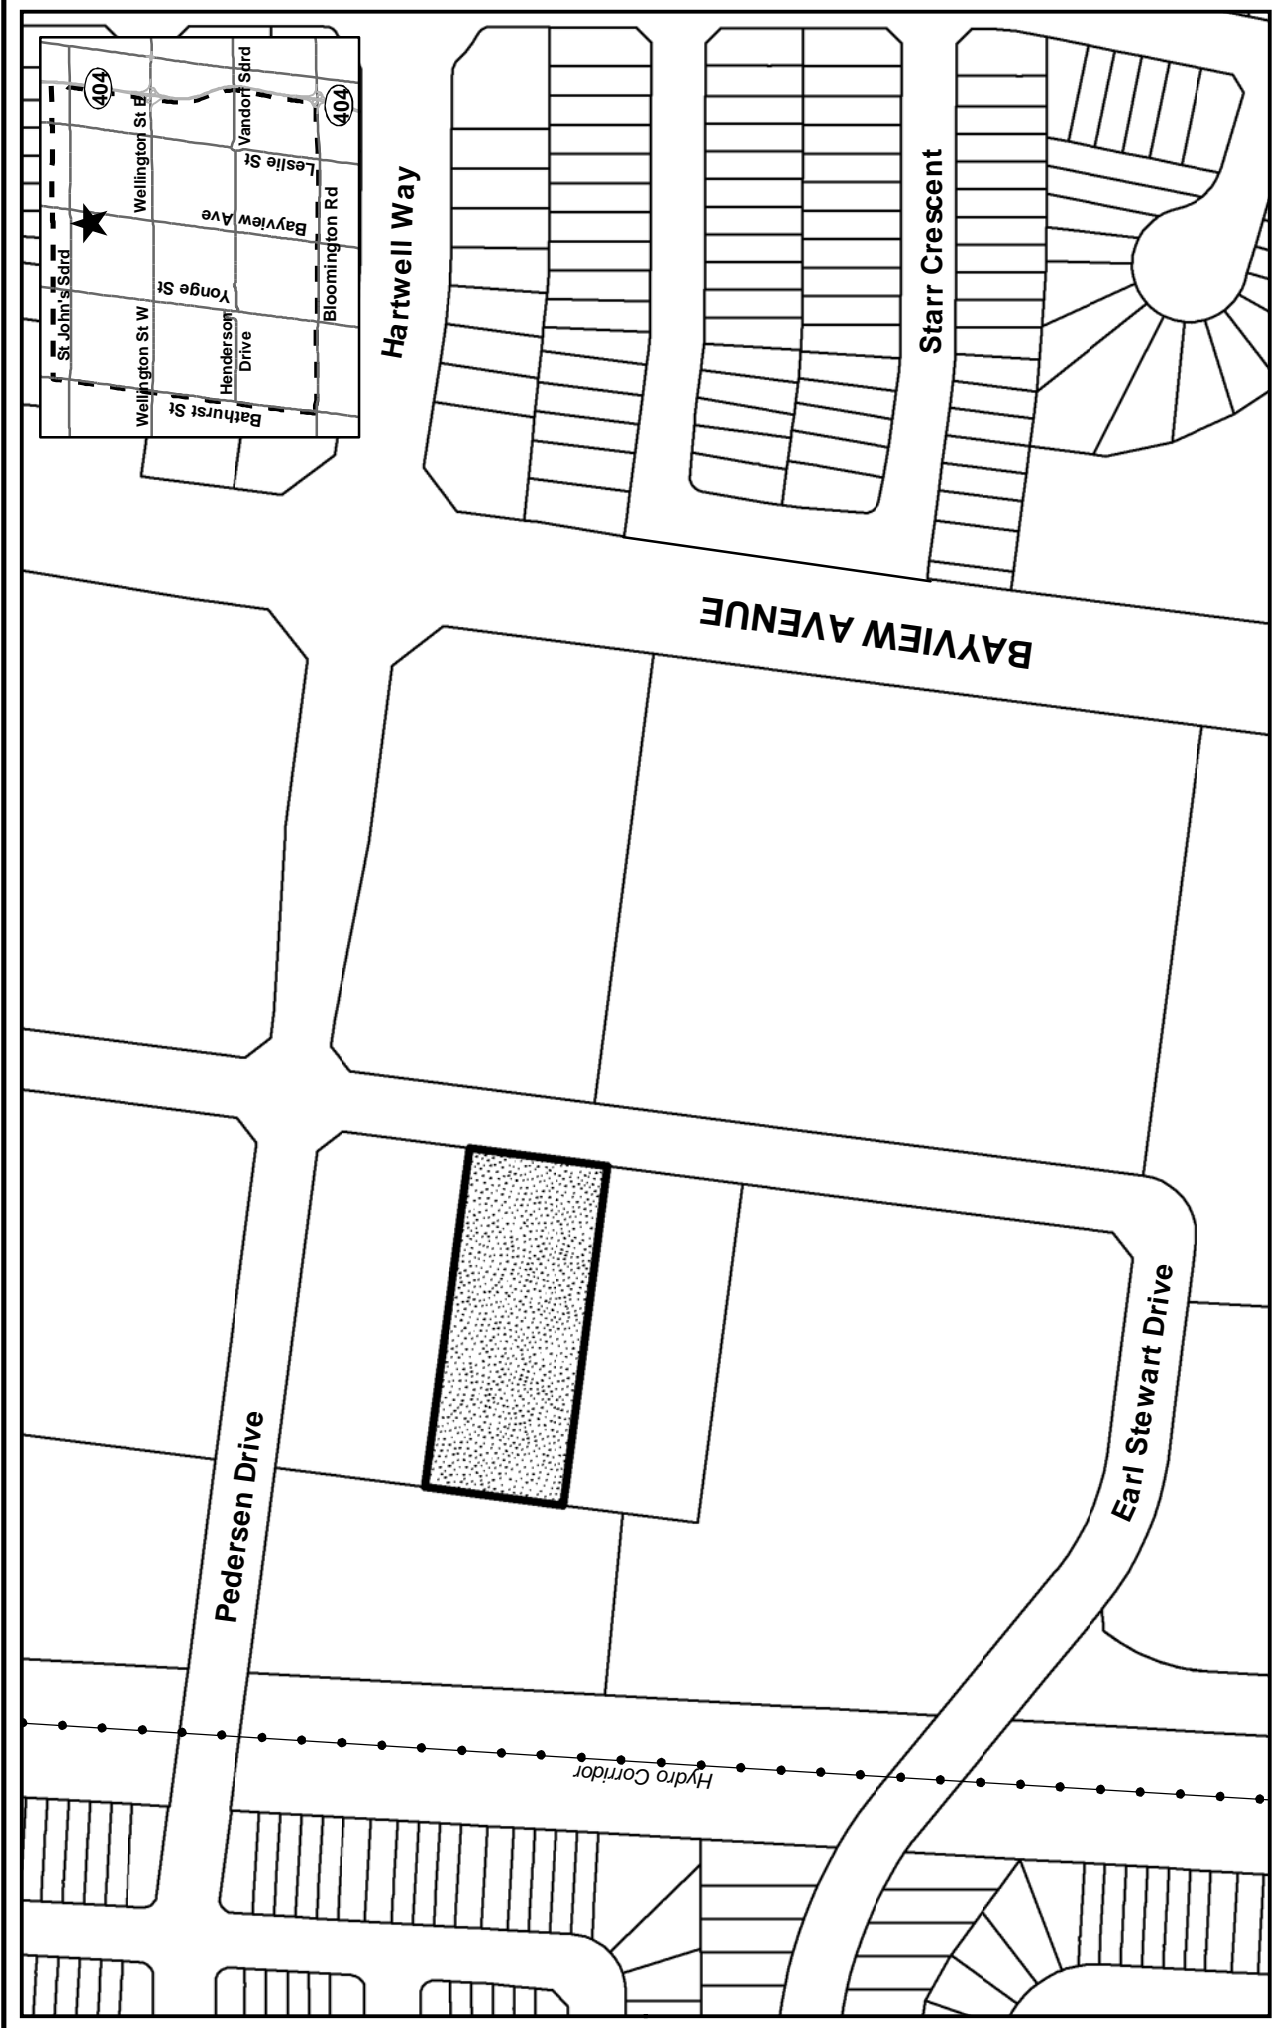 404
404
St John's Sdrd
Wellington St E
Wellington St W
Vandorf Sdrd
Henderson
Drive
Bloomington Rd
Leslie St
Bayview Ave
Yonge St
Bathurst St
Hartwell Way
Starr Crescent
BAYVIEW AVENUE
Pedersen Drive
Earl Stewart Drive
Hydro Corridor